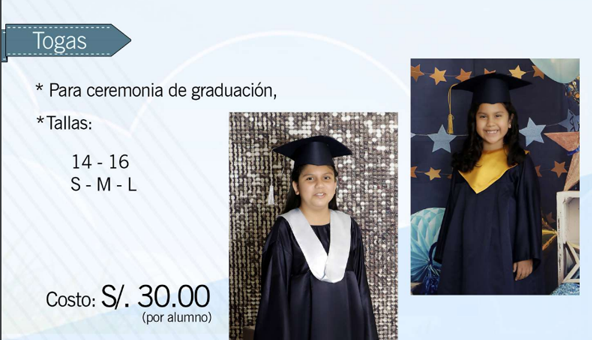 Togas
* Para ceremonia de graduación,
* Tallas:
14 - 16
S - M - L
Costo: S/. 30.00
(por alumno)